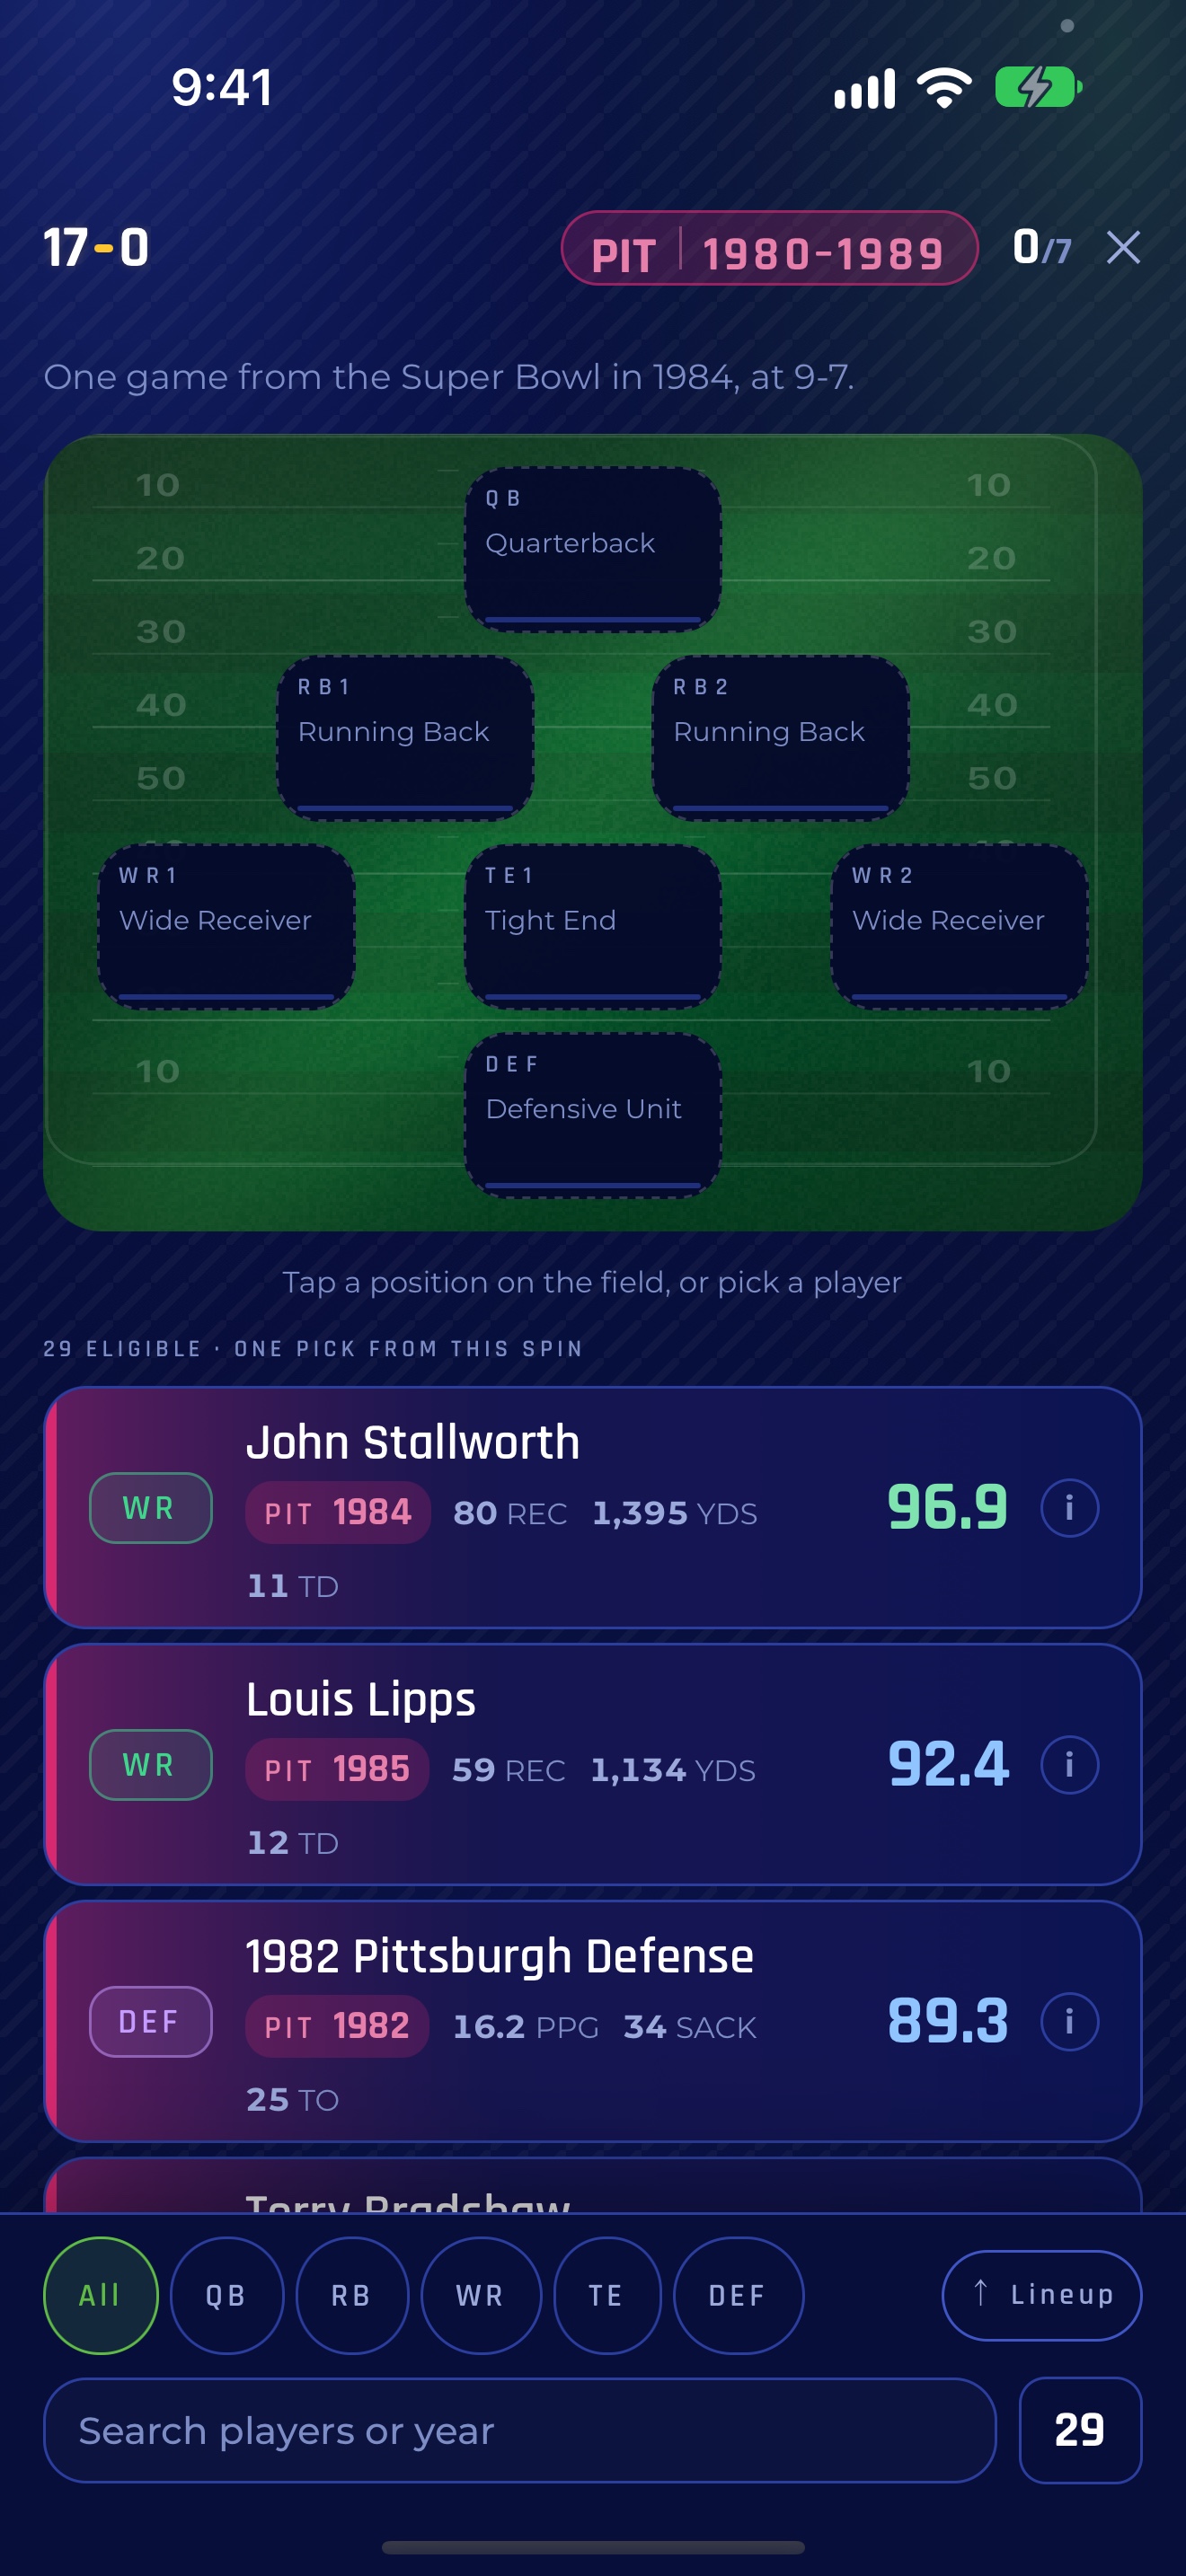 9:41
17-0
PIT 1980-1989
0/7
One game from the Super Bowl in 1984, at 9-7.
10 10
20 20
30 30
40 40
50 50
10 10
QB
Quarterback
RB1
Running Back
RB2
Running Back
WR1
Wide Receiver
TE1
Tight End
WR2
Wide Receiver
DEF
Defensive Unit
Tap a position on the field, or pick a player
29 ELIGIBLE · ONE PICK FROM THIS SPIN
John Stallworth
WR
PIT 1984 80 REC 1,395 YDS
11 TD
96.9
i
Louis Lipps
WR
PIT 1985 59 REC 1,134 YDS
12 TD
92.4
i
1982 Pittsburgh Defense
DEF
PIT 1982 16.2 PPG 34 SACK
25 TO
89.3
i
Terry Bradshaw
All QB RB WR TE DEF ↑ Lineup
Search players or year
29